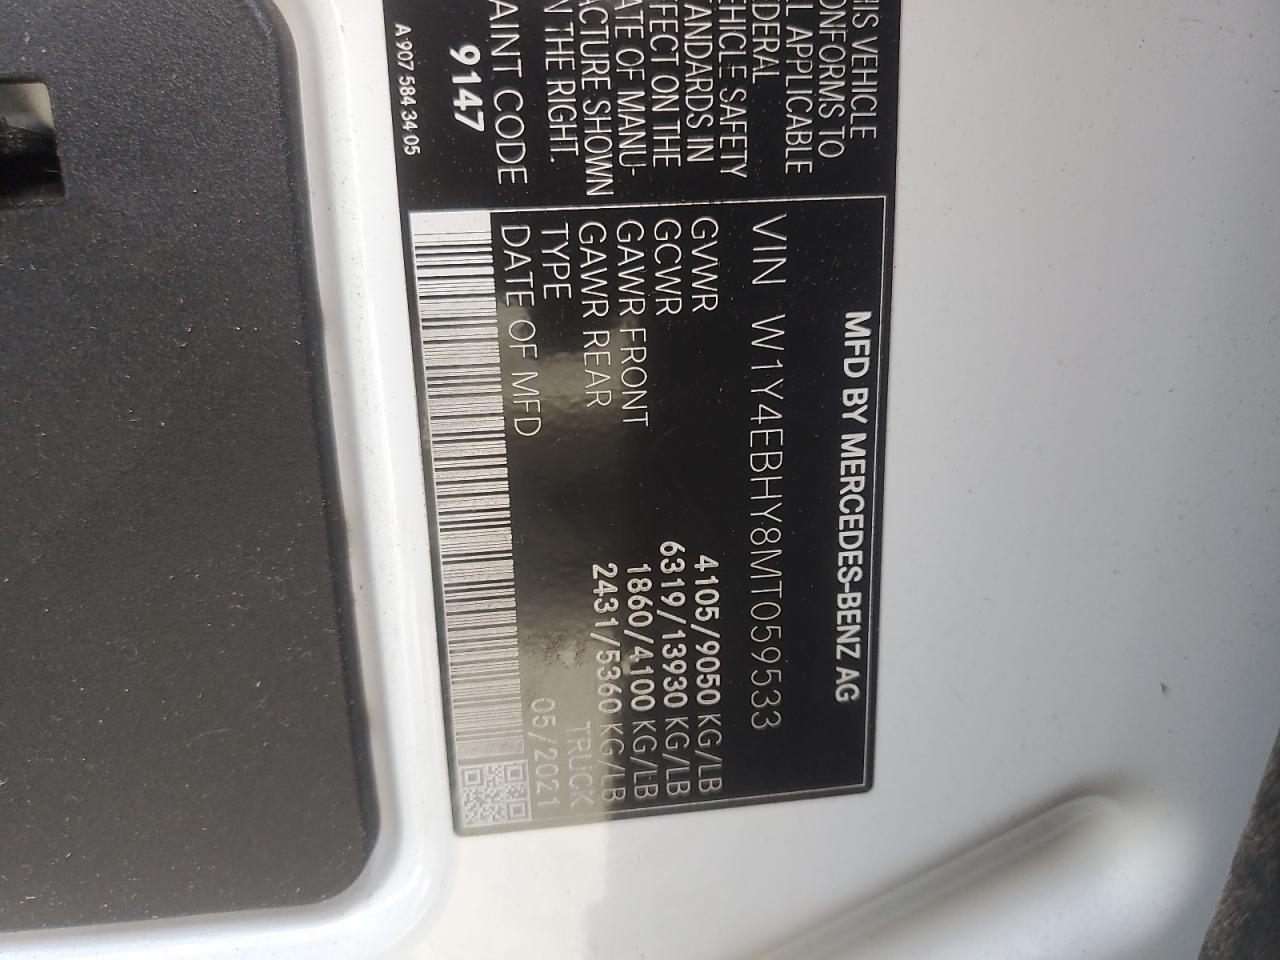 HIS VEHICLE
ONFORMS TO
L APPLICABLE
EDERAL
EHICLE SAFETY
TANDARDS IN
FFECT ON THE
ATE OF MANU-
ACTURE SHOWN
N THE RIGHT.
AINT CODE
9147
A 907 584 34 05
MFD BY MERCEDES-BENZ AG
VIN W1Y4EBHY8MT059533
GVWR 4105/9050 KG/LB
GCWR 6319/13930 KG/LB
GAWR FRONT 1860/4100 KG/LB
GAWR REAR 2431/5360 KG/LB
TYPE TRUCK
DATE OF MFD 05/2021